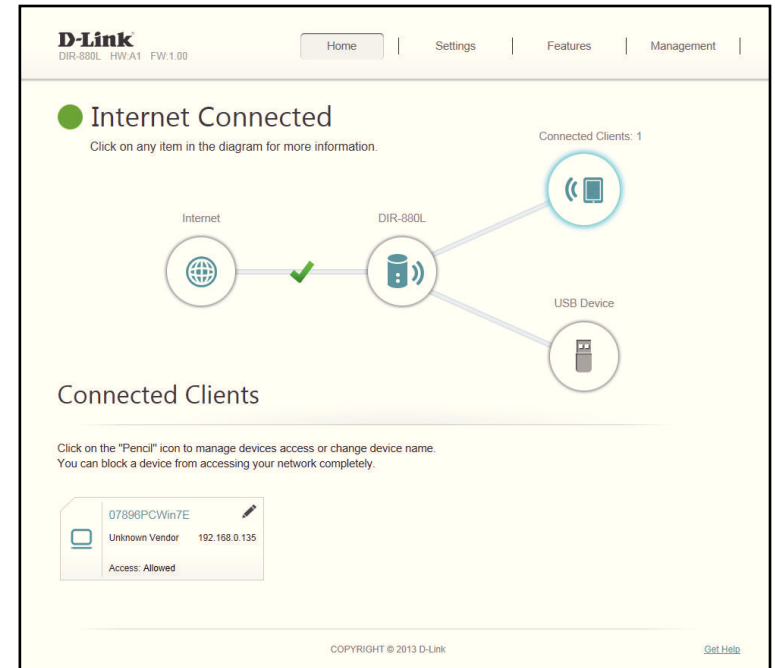 D-Link
DIR-880L HW:A1 FW:1.00
Home
Settings
Features
Management
Internet Connected
Click on any item in the diagram for more information.
Connected Clients: 1
Internet
DIR-880L
USB Device
Connected Clients
Click on the "Pencil" icon to manage devices access or change device name.
You can block a device from accessing your network completely.
07896PCWin7E
Unknown Vendor 192.168.0.135
Access: Allowed
COPYRIGHT © 2013 D-Link
Get Help